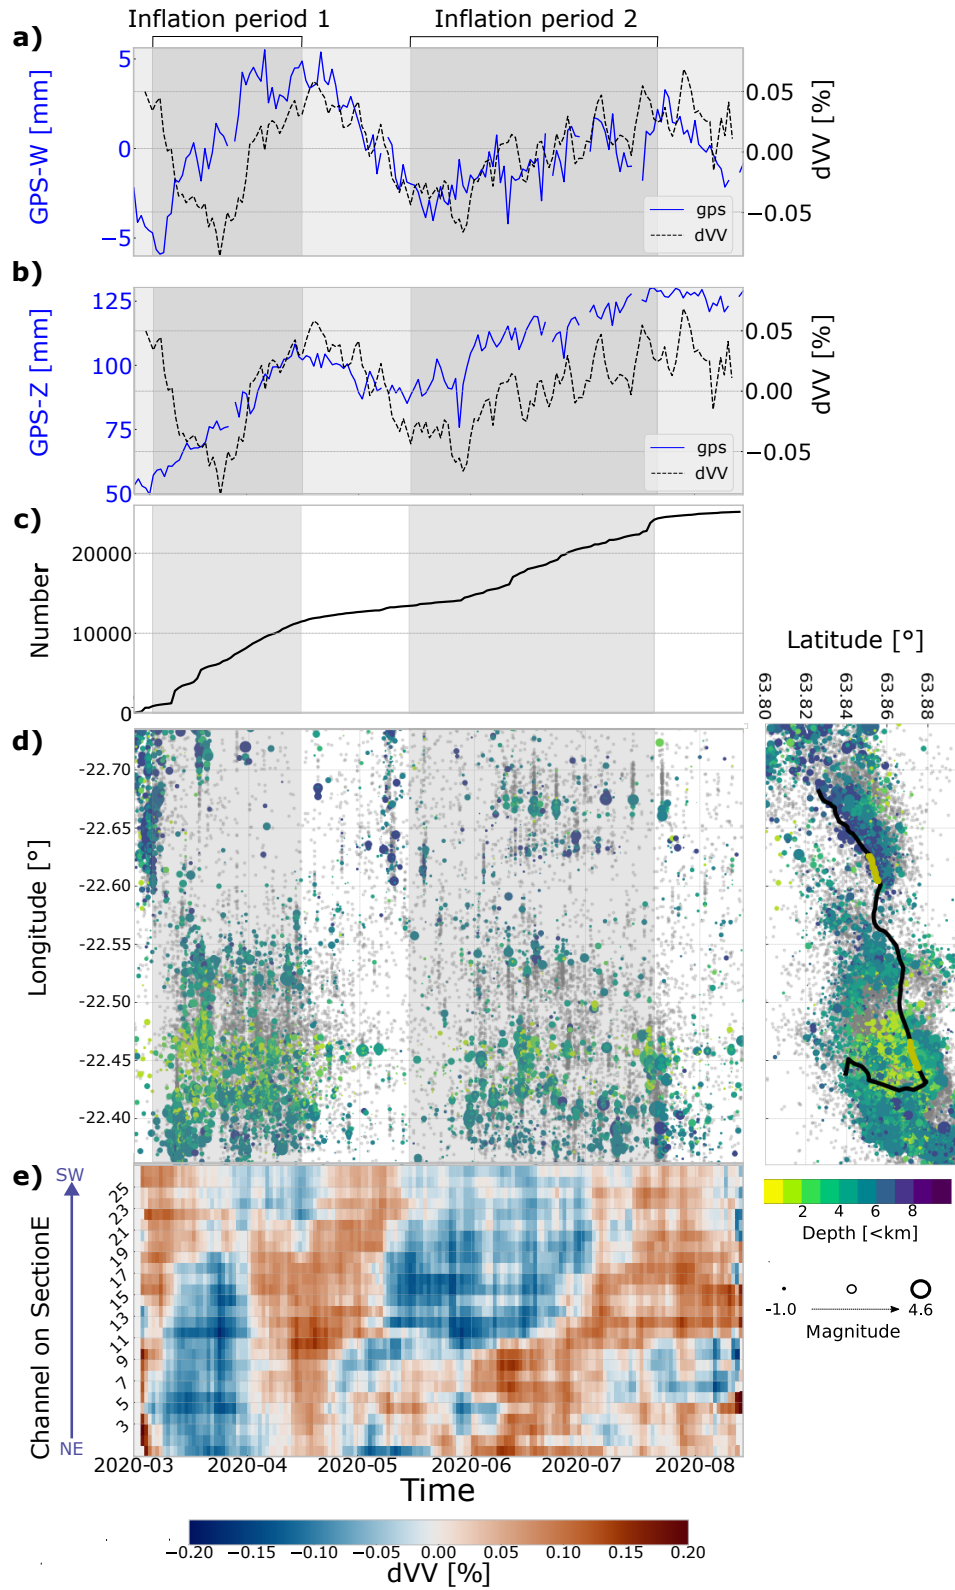 Inflation period 1
Inflation period 2
a)
GPS-W [mm]
5
0
−5
0.05
0.00
−0.05
dV/V [%]
gps
dVV
b)
GPS-Z [mm]
125
100
75
50
0.05
0.00
−0.05
dV/V [%]
gps
dVV
c)
Number
20000
10000
0
Latitude [°]
63.80
63.82
63.84
63.86
63.88
d)
Longitude [°]
-22.70
-22.65
-22.60
-22.55
-22.50
-22.45
-22.40
2 4 6 8
Depth [<km]
-1.0
4.6
Magnitude
e)
SW
NE
Channel on SectionE
25
23
21
19
17
15
13
11
9
7
5
3
2020-03 2020-04 2020-05 2020-06 2020-07 2020-08
Time
−0.20 −0.15 −0.10 −0.05 0.00 0.05 0.10 0.15 0.20
dVV [%]